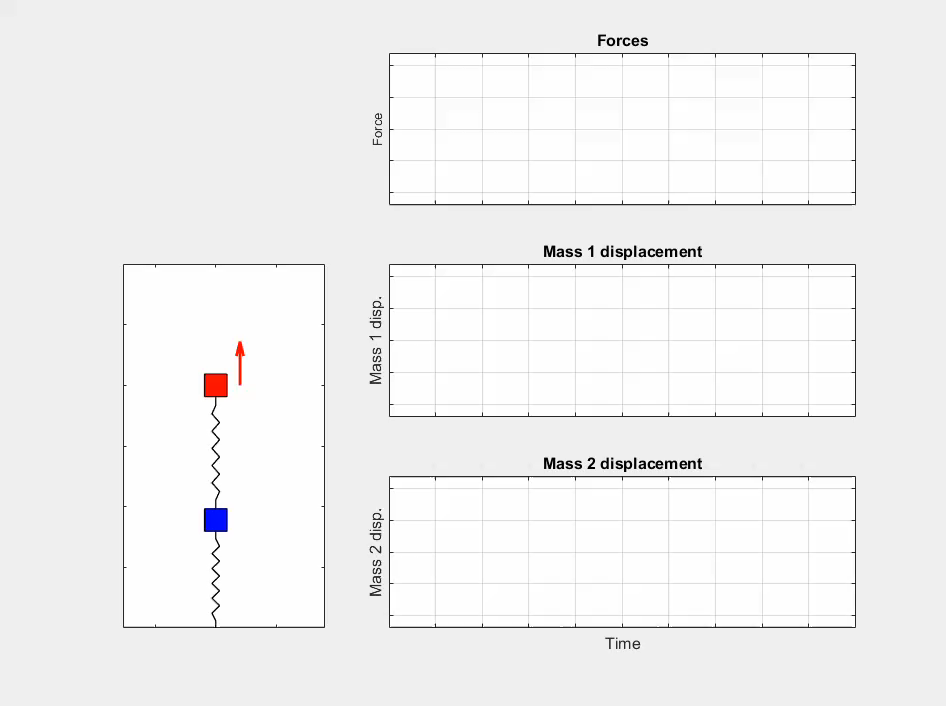 Forces
Force
Mass 1 displacement
Mass 1 disp.
Mass 2 displacement
Mass 2 disp.
Time